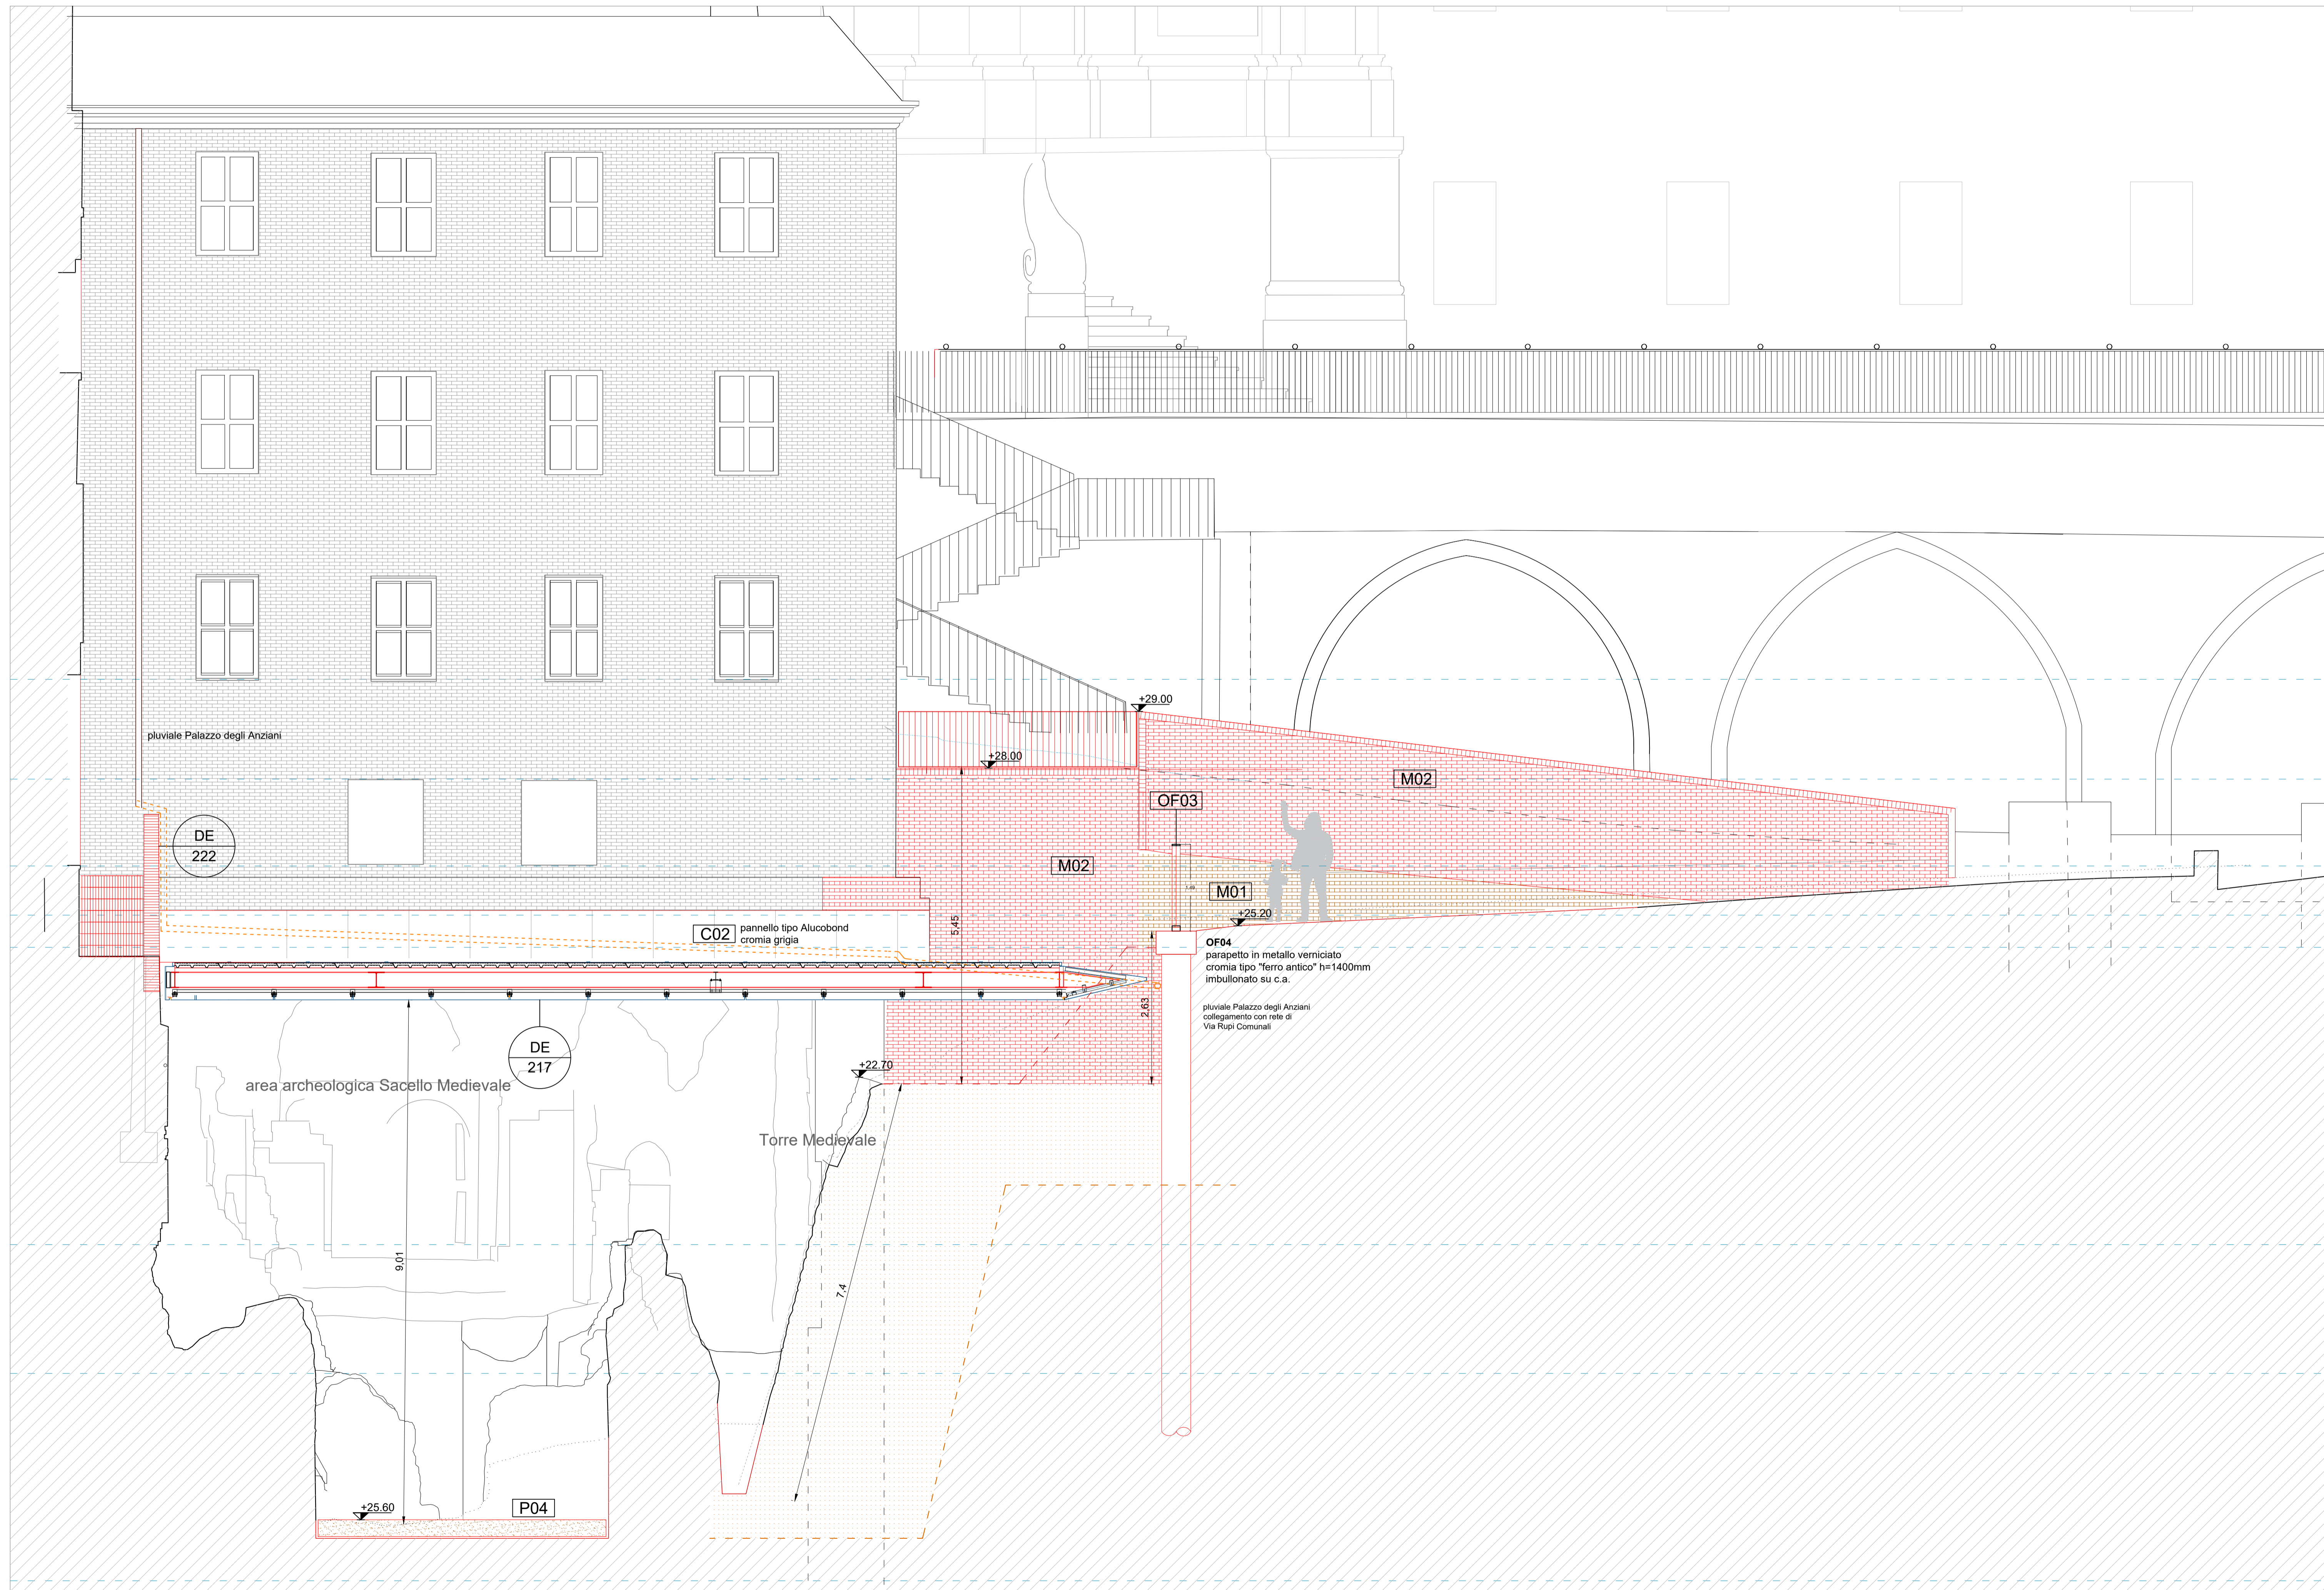 +29.00
pluviale Palazzo degli Anziani
+28.00
M02
OF03
DE
222
M02
M01
1.40
+25.20
5,45
C02
pannello tipo Alucobond
cromia grigia
OF04
parapetto in metallo verniciato
cromia tipo "ferro antico" h=1400mm
imbullonato su c.a.
2,63
pluviale Palazzo degli Anziani
collegamento con rete di
Via Rupi Comunali
DE
217
+22.70
area archeologica Sacello Medievale
Torre Medievale
9,01
7,4
+25.60
P04